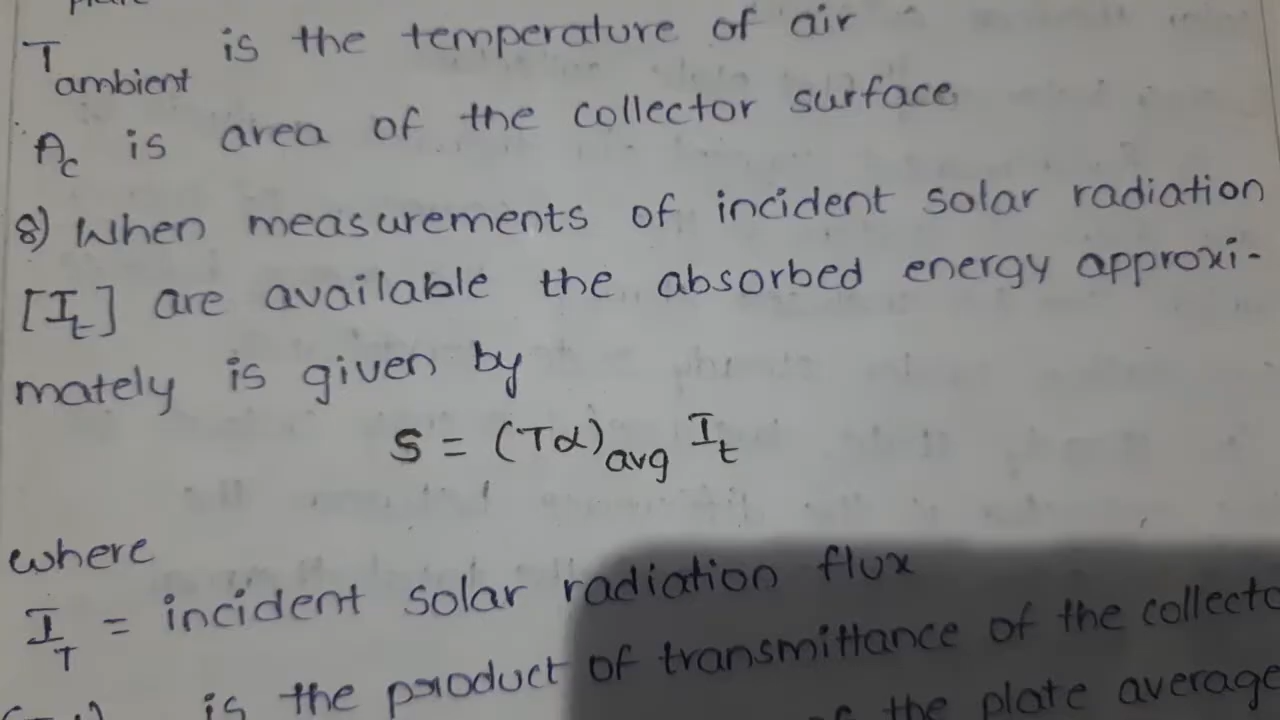 T ambient is the temperature of air
Ac is area of the collector surface
8) When measurements of incident solar radiation
[It] are available the absorbed energy approxi-
mately is given by
S = (Tα)avg It
where
IT = incident solar radiation flux
is the product of transmittance of the collecto
the plate average